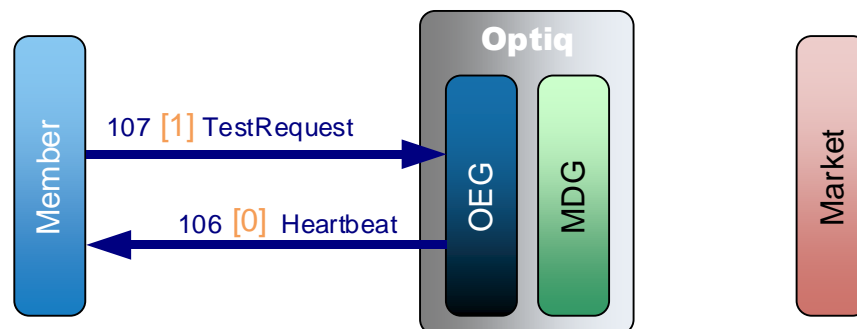 Optiq
Member
107 [1] TestRequest
106 [0] Heartbeat
OEG
MDG
Market